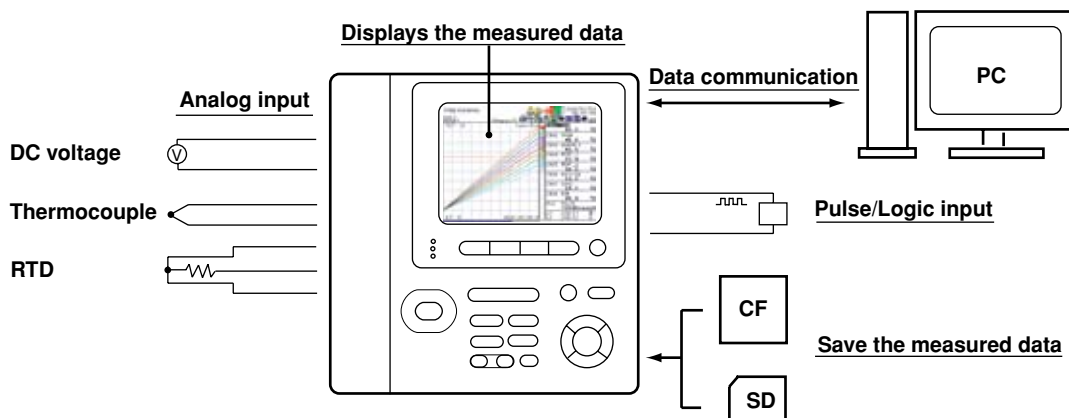 Displays the measured data
Data communication
PC
Analog input
DC voltage
V
Thermocouple
Pulse/Logic input
RTD
CF
Save the measured data
SD